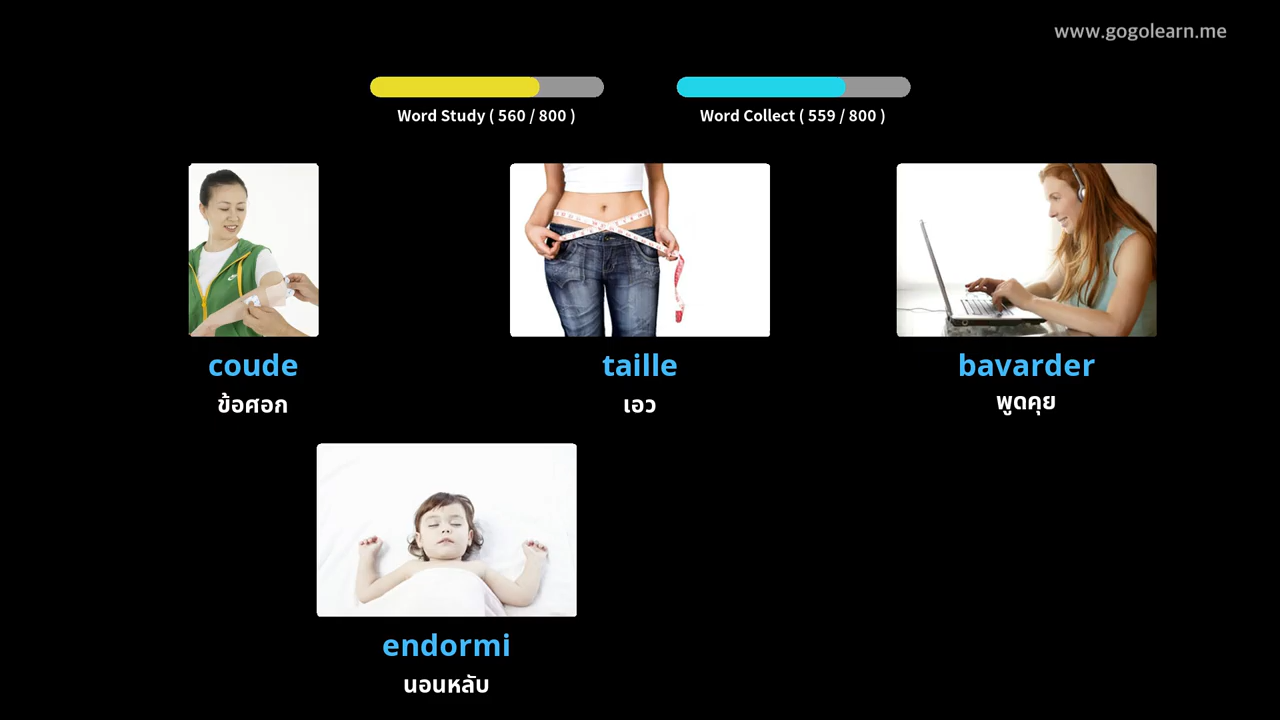 www.gogolearn.me
Word Study ( 560 / 800 )
Word Collect ( 559 / 800 )
coude
ข้อศอก
taille
เอว
bavarder
พูดคุย
endormi
นอนหลับ